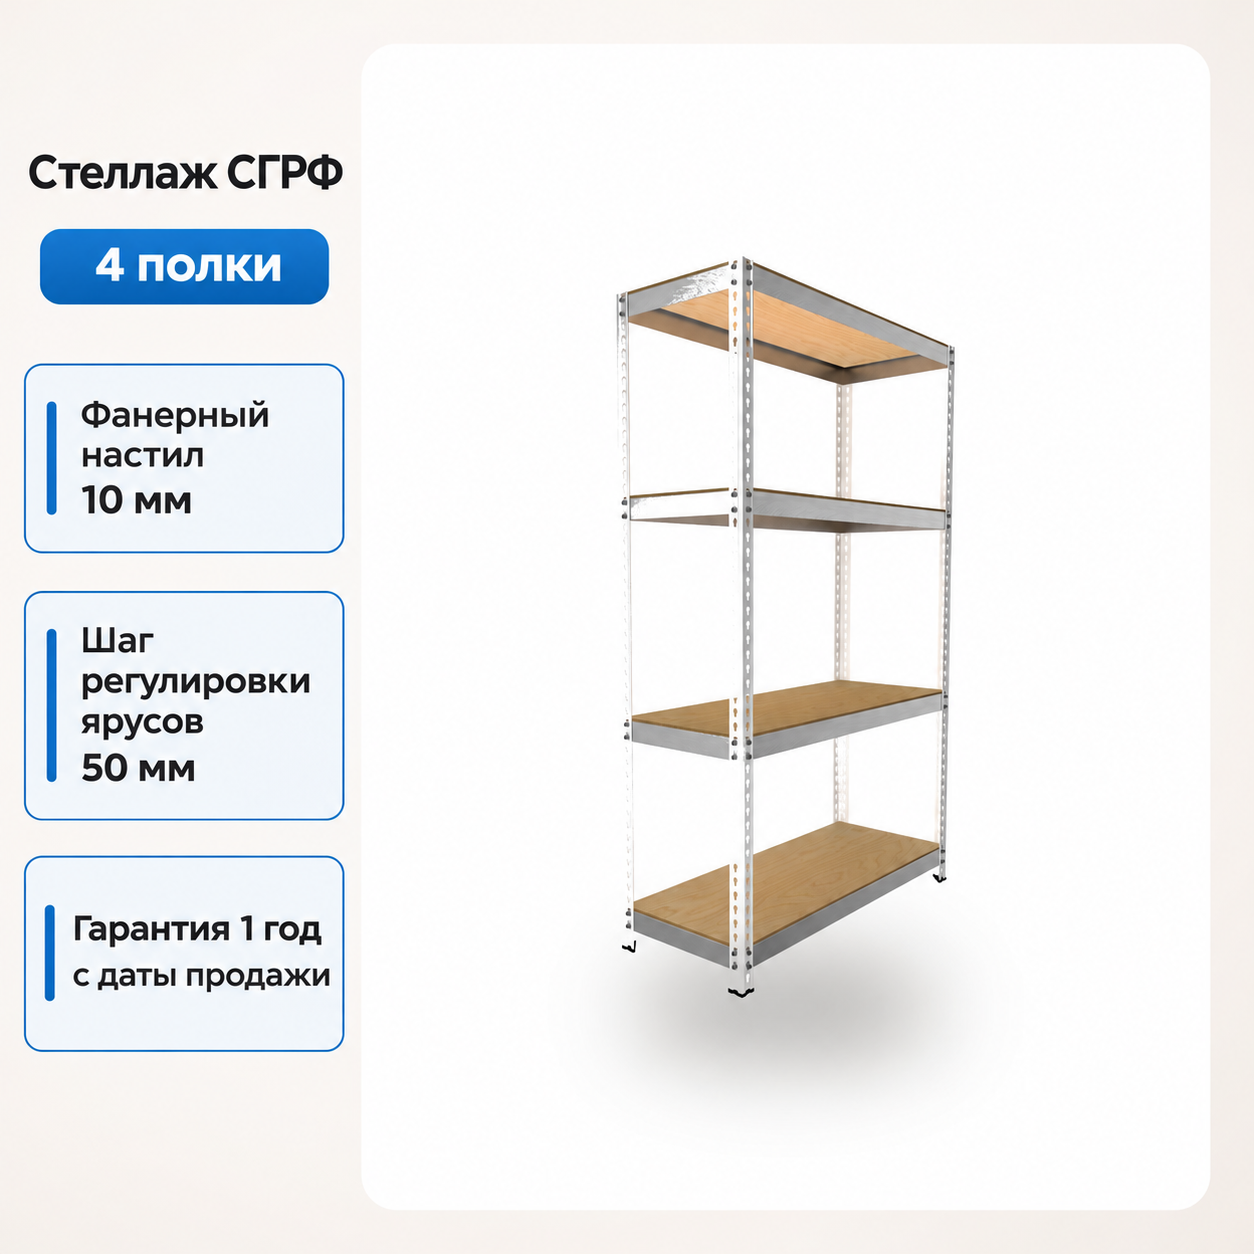 Стеллаж СГРФ
4 полки
Фанерный
настил
10 мм
Шаг
регулировки
ярусов
50 мм
Гарантия 1 год
с даты продажи